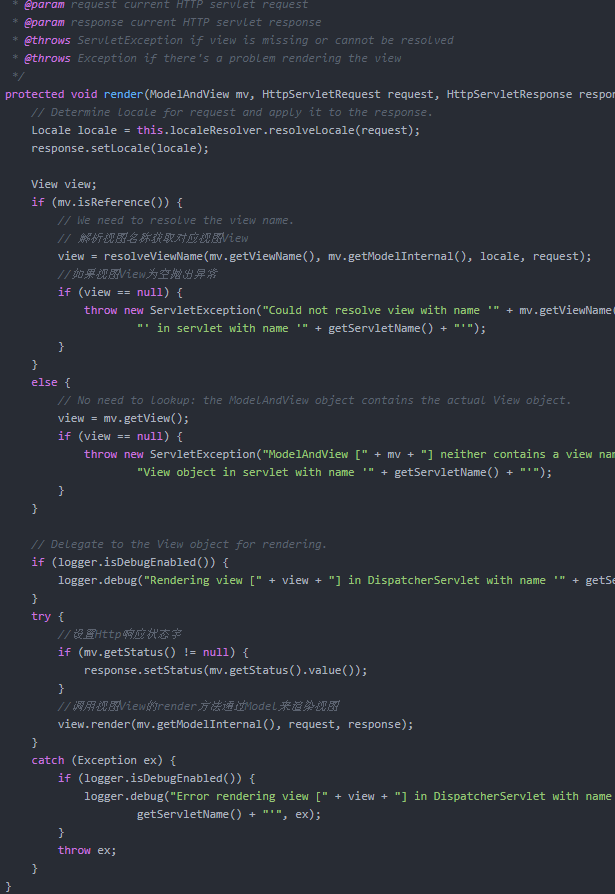 * @param request current HTTP servlet request
* @param response current HTTP servlet response
* @throws ServletException if view is missing or cannot be resolved
* @throws Exception if there's a problem rendering the view
*/
protected void render(ModelAndView mv, HttpServletRequest request, HttpServletResponse respon
// Determine locale for request and apply it to the response.
Locale locale = this.localeResolver.resolveLocale(request);
response.setLocale(locale);
View view;
if (mv.isReference()) {
// We need to resolve the view name.
// 解析视图名称获取对应视图View
view = resolveViewName(mv.getViewName(), mv.getModelInternal(), locale, request);
//如果视图View为空抛出异常
if (view == null) {
throw new ServletException("Could not resolve view with name '" + mv.getViewName(
"' in servlet with name '" + getServletName() + "'");
}
}
else {
// No need to lookup: the ModelAndView object contains the actual View object.
view = mv.getView();
if (view == null) {
throw new ServletException("ModelAndView [" + mv + "] neither contains a view nam
"View object in servlet with name '" + getServletName() + "'");
}
}
// Delegate to the View object for rendering.
if (logger.isDebugEnabled()) {
logger.debug("Rendering view [" + view + "] in DispatcherServlet with name '" + getSe
}
try {
//设置Http响应状态字
if (mv.getStatus() != null) {
response.setStatus(mv.getStatus().value());
}
//调用视图View的render方法通过Model来渲染视图
view.render(mv.getModelInternal(), request, response);
}
catch (Exception ex) {
if (logger.isDebugEnabled()) {
logger.debug("Error rendering view [" + view + "] in DispatcherServlet with name
getServletName() + "'", ex);
}
throw ex;
}
}